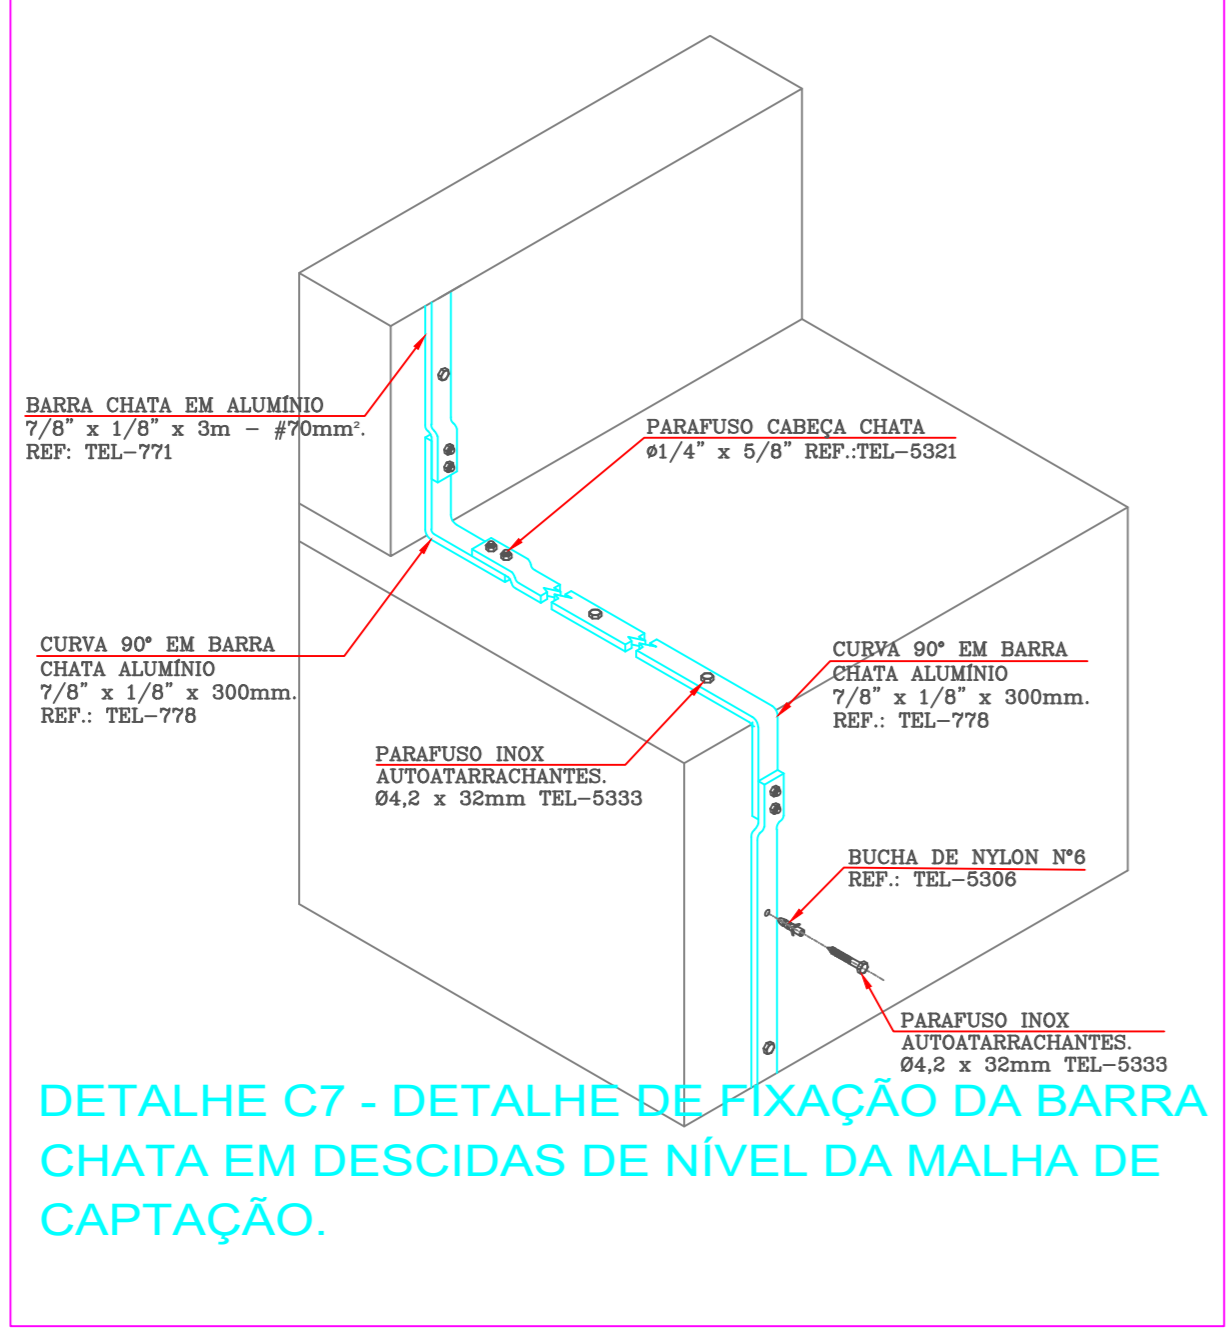 BARRA CHATA EM ALUMÍNIO
7/8” x 1/8” x 3m – #70mm².
REF: TEL–771
PARAFUSO CABEÇA CHATA
ø1/4” x 5/8” REF.:TEL–5321
CURVA 90° EM BARRA
CHATA ALUMÍNIO
7/8” x 1/8” x 300mm.
REF.: TEL–778
CURVA 90° EM BARRA
CHATA ALUMÍNIO
7/8” x 1/8” x 300mm.
REF.: TEL–778
PARAFUSO INOX
AUTOATARRACHANTES.
Ø4,2 x 32mm TEL–5333
BUCHA DE NYLON N°6
REF.: TEL–5306
PARAFUSO INOX
AUTOATARRACHANTES.
Ø4,2 x 32mm TEL–5333
DETALHE C7 - DETALHE DE FIXAÇÃO DA BARRA
CHATA EM DESCIDAS DE NÍVEL DA MALHA DE
CAPTAÇÃO.